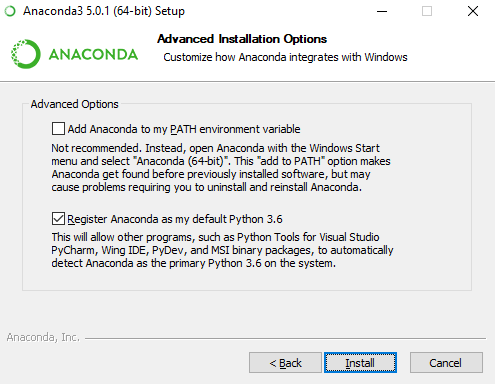 Anaconda3 5.0.1 (64-bit) Setup
ANACONDA
Advanced Installation Options
Customize how Anaconda integrates with Windows
Advanced Options
Add Anaconda to my PATH environment variable
Not recommended. Instead, open Anaconda with the Windows Start
menu and select "Anaconda (64-bit)". This "add to PATH" option makes
Anaconda get found before previously installed software, but may
cause problems requiring you to uninstall and reinstall Anaconda.
Register Anaconda as my default Python 3.6
This will allow other programs, such as Python Tools for Visual Studio
PyCharm, Wing IDE, PyDev, and MSI binary packages, to automatically
detect Anaconda as the primary Python 3.6 on the system.
Anaconda, Inc.
< Back
Install
Cancel